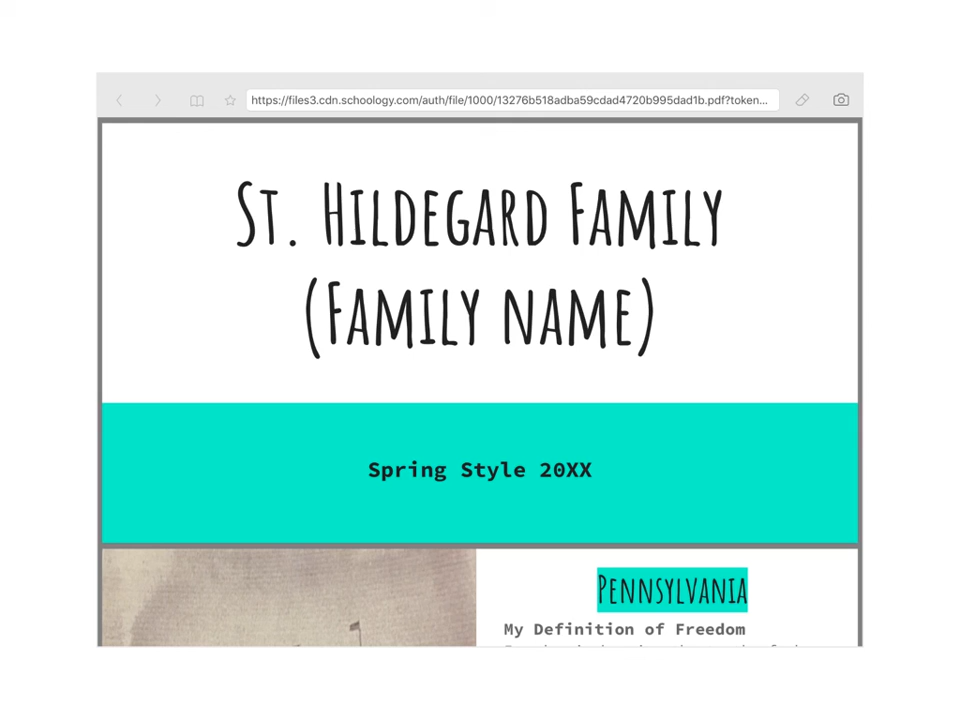 https://files3.cdn.schoology.com/auth/file/1000/13276b518adba59cdad4720b995dad1b.pdf?token...
St. Hildegard Family
(Family name)
Spring Style 20XX
Pennsylvania
My Definition of Freedom